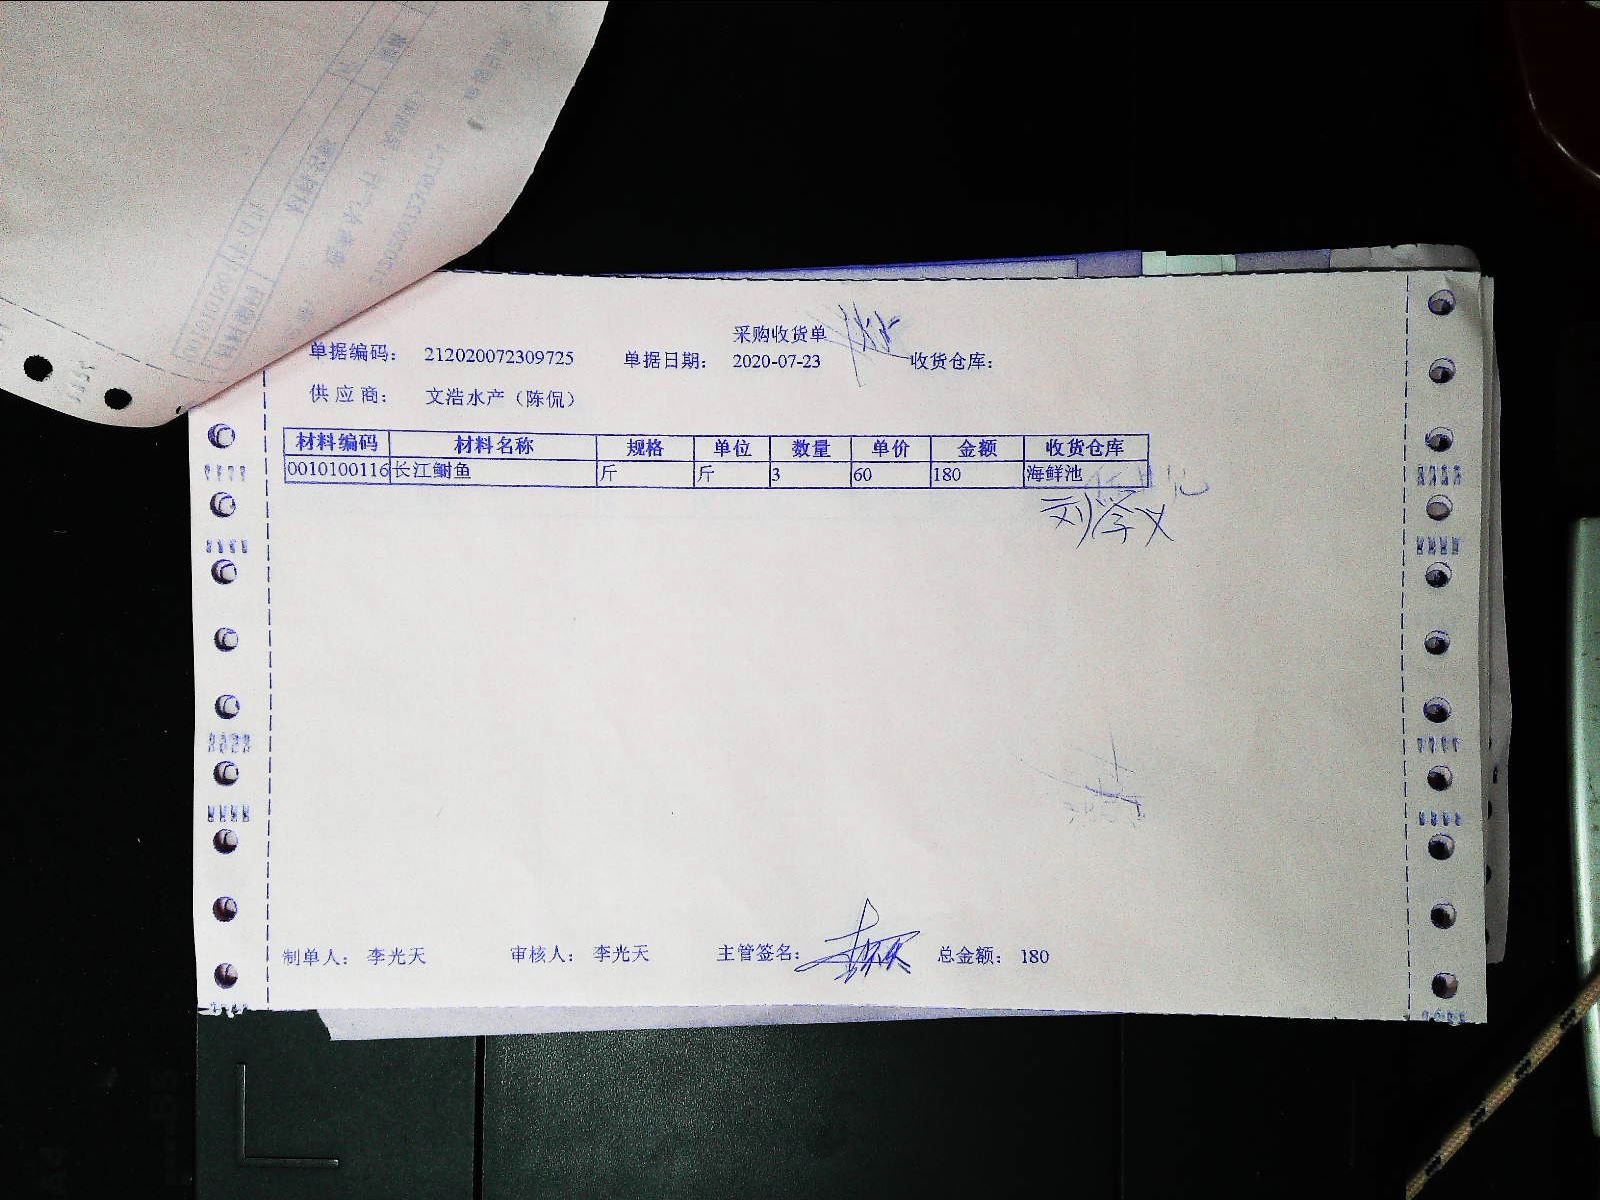 采购收货单
单据编码： 212020072309725 单据日期： 2020-07-23 收货仓库：
供应商： 文浩水产（陈侃）
材料编码 材料名称 规格 单位 数量 单价 金额 收货仓库
0010100116 长江鮰鱼 斤 斤 3 60 180 海鲜池
刘学义
制单人： 李光天 审核人： 李光天 主管签名： 总金额： 180